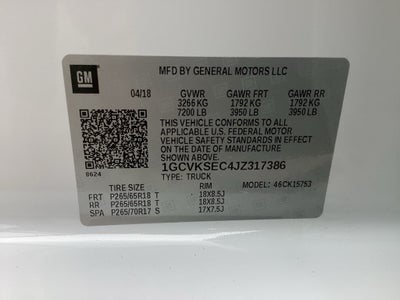 GM
MFD BY GENERAL MOTORS LLC
04/18 GVWR GAWR FRT GAWR RR
3266 KG 1792 KG 1792 KG
7200 LB 3950 LB 3950 LB
THIS VEHICLE CONFORMS TO ALL
APPLICABLE U.S. FEDERAL MOTOR
VEHICLE SAFETY STANDARDS IN EFFECT
ON THE DATE OF MANUFACTURE
SHOWN ABOVE.
1GCVKSEC4JZ317386
0624 TYPE: TRUCK MODEL: 46CK15753
TIRE SIZE RIM
FRT P265/65R18 T 18X8.5J
RR P265/65R18 T 18X8.5J
SPA P265/70R17 S 17X7.5J